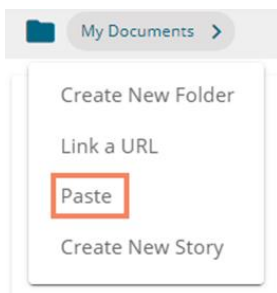 My Documents
Create New Folder
Link a URL
Paste
Create New Story